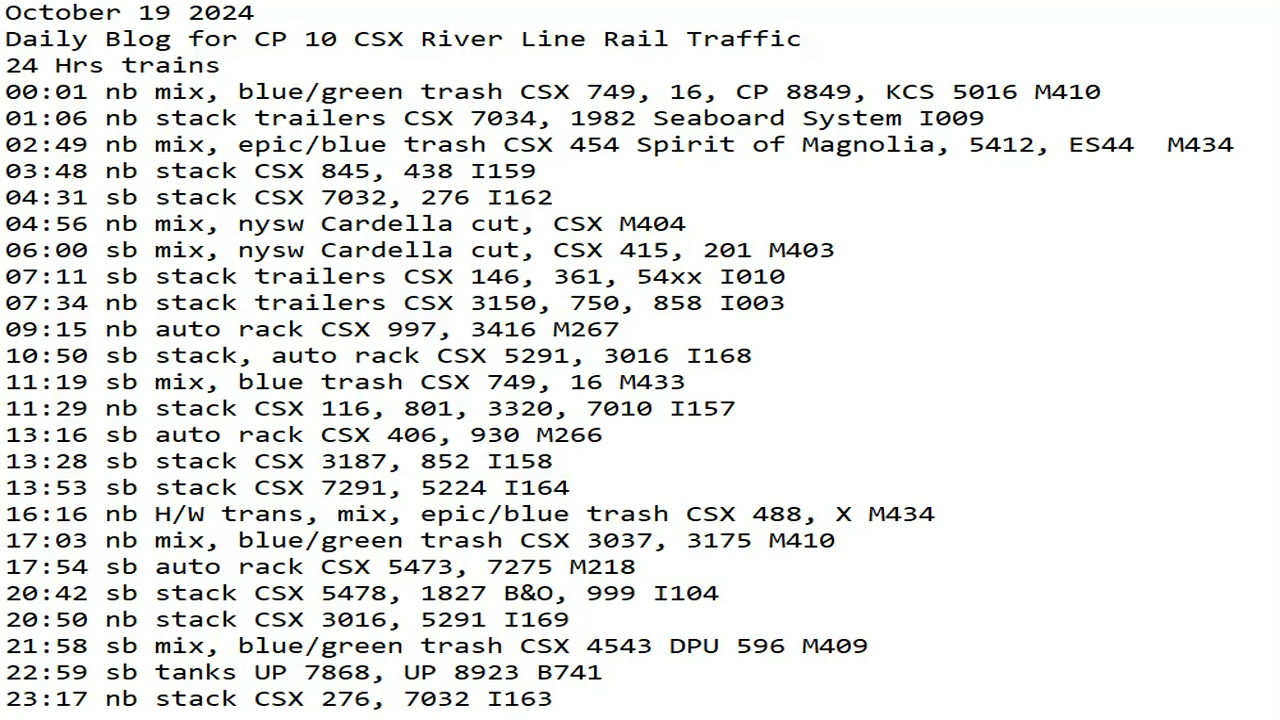 October 19 2024
Daily Blog for CP 10 CSX River Line Rail Traffic
24 Hrs trains
00:01 nb mix, blue/green trash CSX 749, 16, CP 8849, KCS 5016 M410
01:06 nb stack trailers CSX 7034, 1982 Seaboard System I009
02:49 nb mix, epic/blue trash CSX 454 Spirit of Magnolia, 5412, ES44  M434
03:48 nb stack CSX 845, 438 I159
04:31 sb stack CSX 7032, 276 I162
04:56 nb mix, nysw Cardella cut, CSX M404
06:00 sb mix, nysw Cardella cut, CSX 415, 201 M403
07:11 sb stack trailers CSX 146, 361, 54xx I010
07:34 nb stack trailers CSX 3150, 750, 858 I003
09:15 nb auto rack CSX 997, 3416 M267
10:50 sb stack, auto rack CSX 5291, 3016 I168
11:19 sb mix, blue trash CSX 749, 16 M433
11:29 nb stack CSX 116, 801, 3320, 7010 I157
13:16 sb auto rack CSX 406, 930 M266
13:28 sb stack CSX 3187, 852 I158
13:53 sb stack CSX 7291, 5224 I164
16:16 nb H/W trans, mix, epic/blue trash CSX 488, X M434
17:03 nb mix, blue/green trash CSX 3037, 3175 M410
17:54 sb auto rack CSX 5473, 7275 M218
20:42 sb stack CSX 5478, 1827 B&O, 999 I104
20:50 nb stack CSX 3016, 5291 I169
21:58 sb mix, blue/green trash CSX 4543 DPU 596 M409
22:59 sb tanks UP 7868, UP 8923 B741
23:17 nb stack CSX 276, 7032 I163